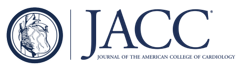 JACC
JOURNAL OF THE AMERICAN COLLEGE OF CARDIOLOGY